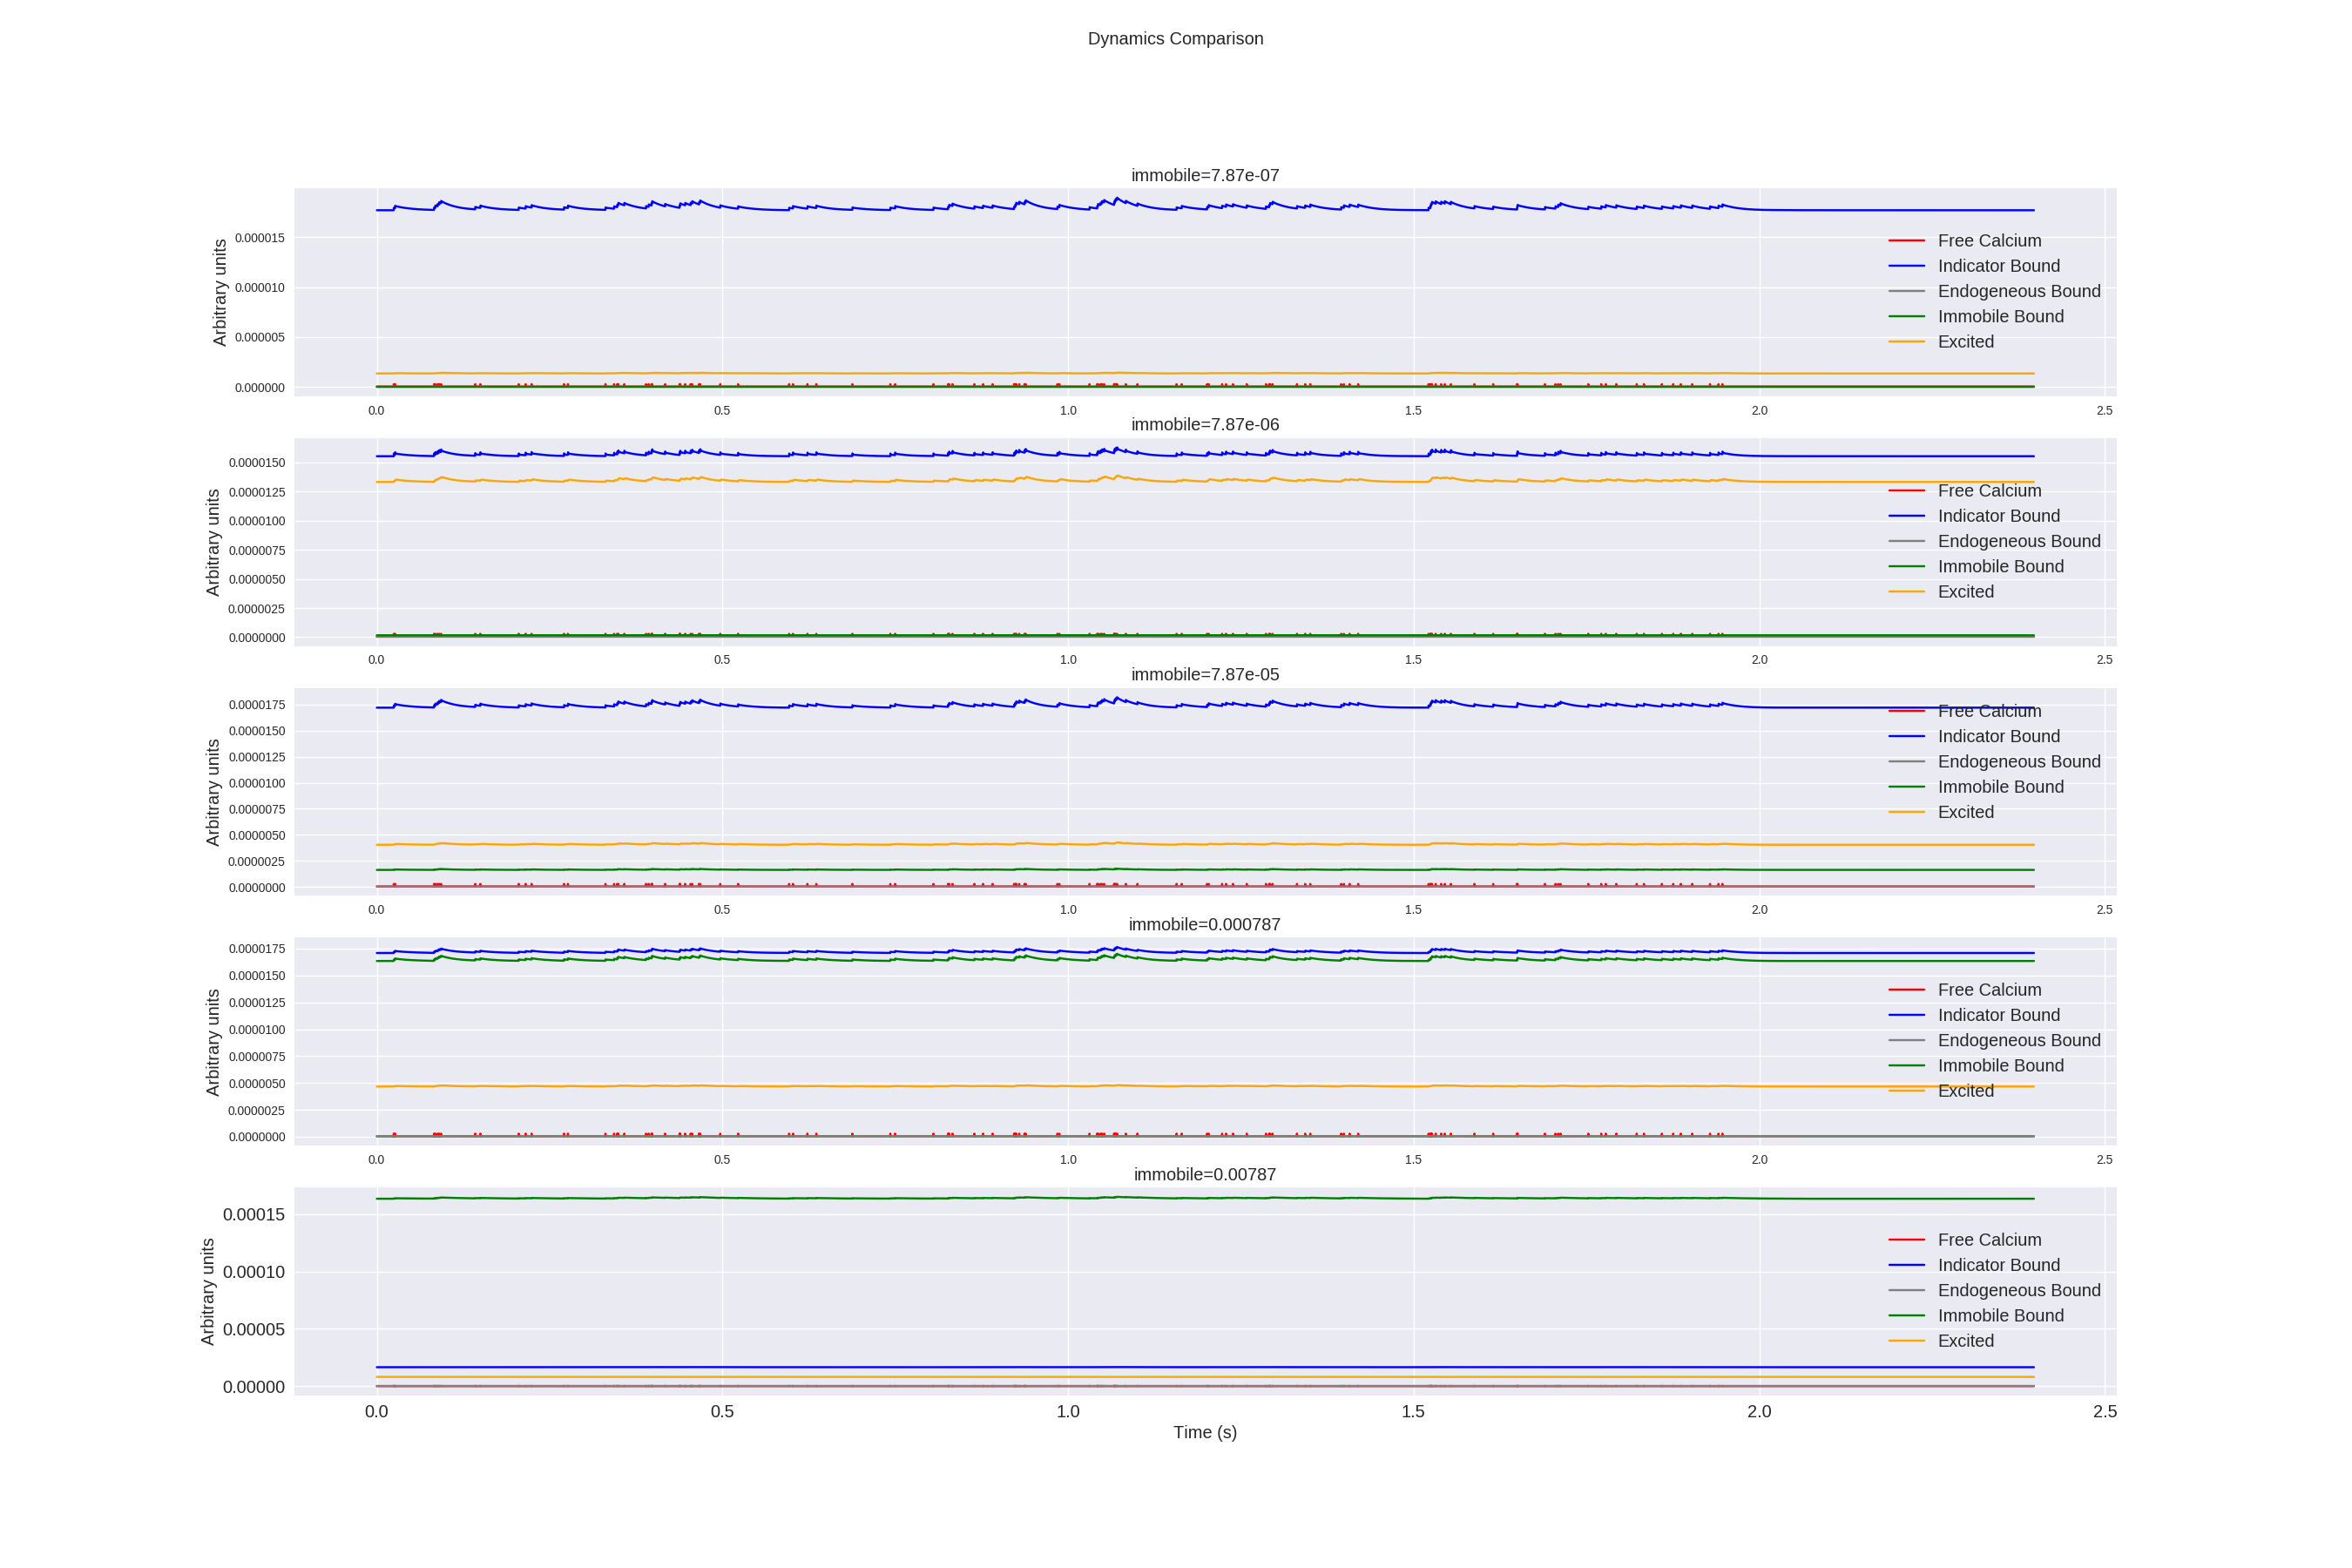 Dynamics Comparison
immobile=7.87e-07
Arbitrary units
0.000015
0.000010
0.000005
0.000000
Free Calcium
Indicator Bound
Endogeneous Bound
Immobile Bound
Excited
0.0 0.5 1.0 1.5 2.0 2.5
immobile=7.87e-06
Arbitrary units
0.0000150
0.0000125
0.0000100
0.0000075
0.0000050
0.0000025
0.0000000
Free Calcium
Indicator Bound
Endogeneous Bound
Immobile Bound
Excited
0.0 0.5 1.0 1.5 2.0 2.5
immobile=7.87e-05
Arbitrary units
0.0000175
0.0000150
0.0000125
0.0000100
0.0000075
0.0000050
0.0000025
0.0000000
Free Calcium
Indicator Bound
Endogeneous Bound
Immobile Bound
Excited
0.0 0.5 1.0 1.5 2.0 2.5
immobile=0.000787
Arbitrary units
0.0000175
0.0000150
0.0000125
0.0000100
0.0000075
0.0000050
0.0000025
0.0000000
Free Calcium
Indicator Bound
Endogeneous Bound
Immobile Bound
Excited
0.0 0.5 1.0 1.5 2.0 2.5
immobile=0.00787
Arbitrary units
0.00015
0.00010
0.00005
0.00000
Free Calcium
Indicator Bound
Endogeneous Bound
Immobile Bound
Excited
0.0 0.5 1.0 1.5 2.0 2.5
Time (s)